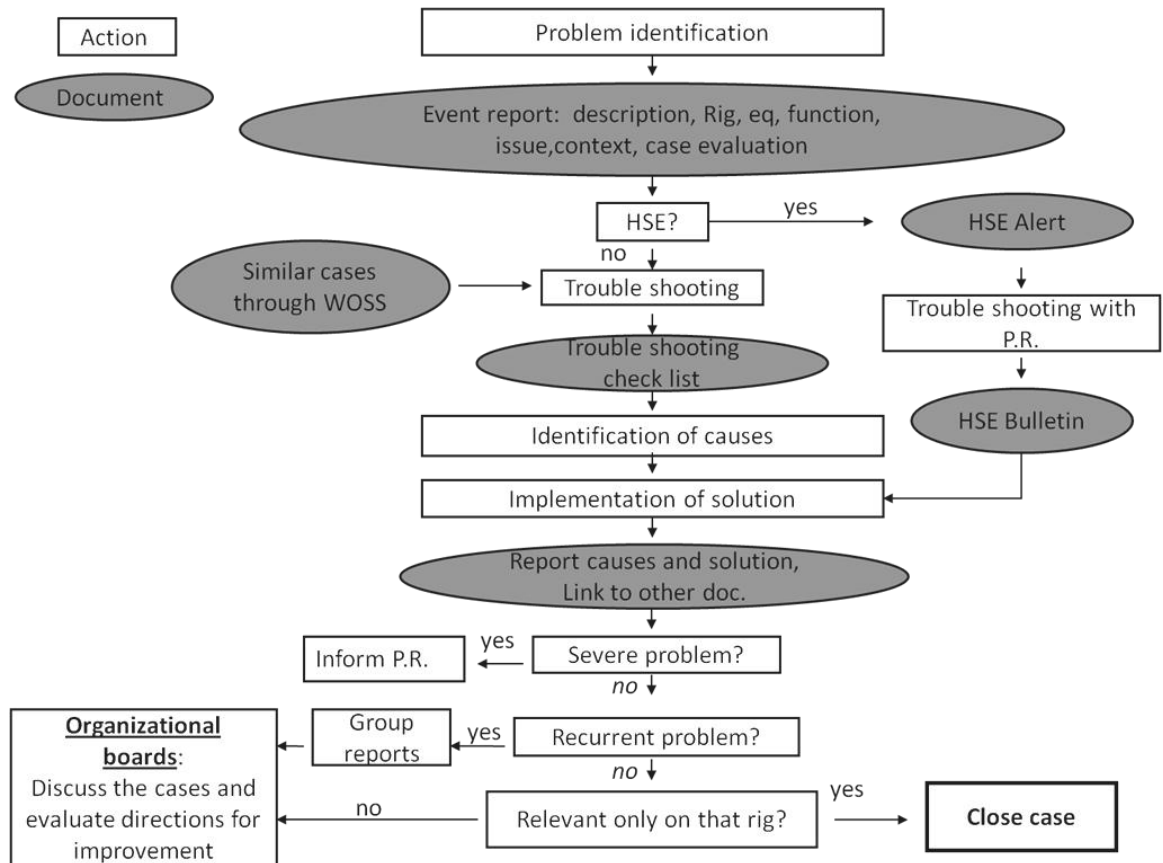 Action
Document
Problem identification
Event report: description, Rig, eq, function,
issue,context, case evaluation
HSE?
yes
HSE Alert
no
Similar cases
through WOSS
Trouble shooting
Trouble shooting with
P.R.
Trouble shooting
check list
HSE Bulletin
Identification of causes
Implementation of solution
Report causes and solution,
Link to other doc.
Severe problem?
yes
Inform P.R.
no
Recurrent problem?
yes
Group
reports
Organizational
boards:
Discuss the cases and
evaluate directions for
improvement
no
Relevant only on that rig?
no
yes
Close case